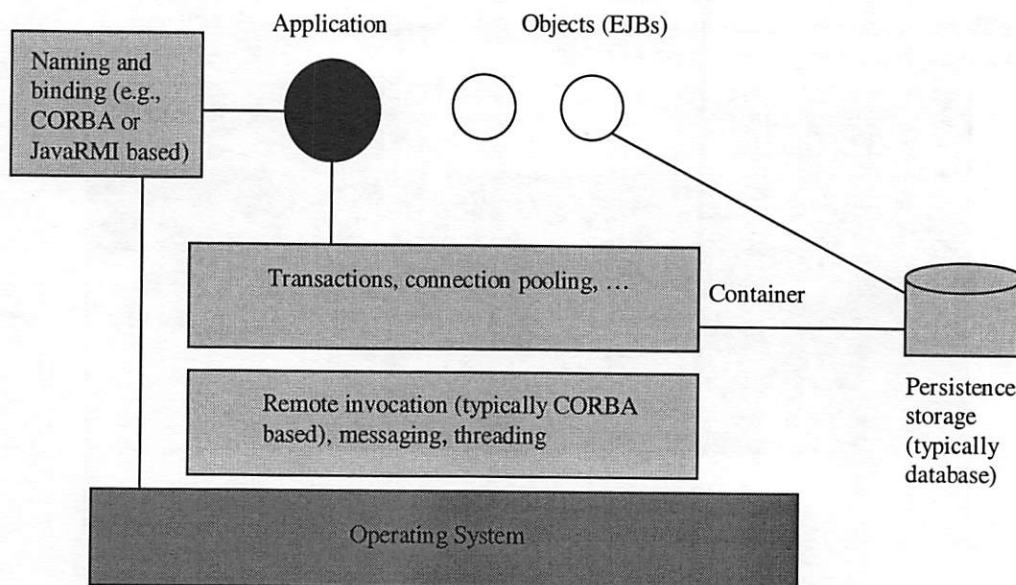 Application
Objects (EJBs)
Naming and
binding (e.g.,
CORBA or
JavaRMI based)
Transactions, connection pooling, …
Container
Remote invocation (typically CORBA
based), messaging, threading
Persistence
storage
(typically
database)
Operating System